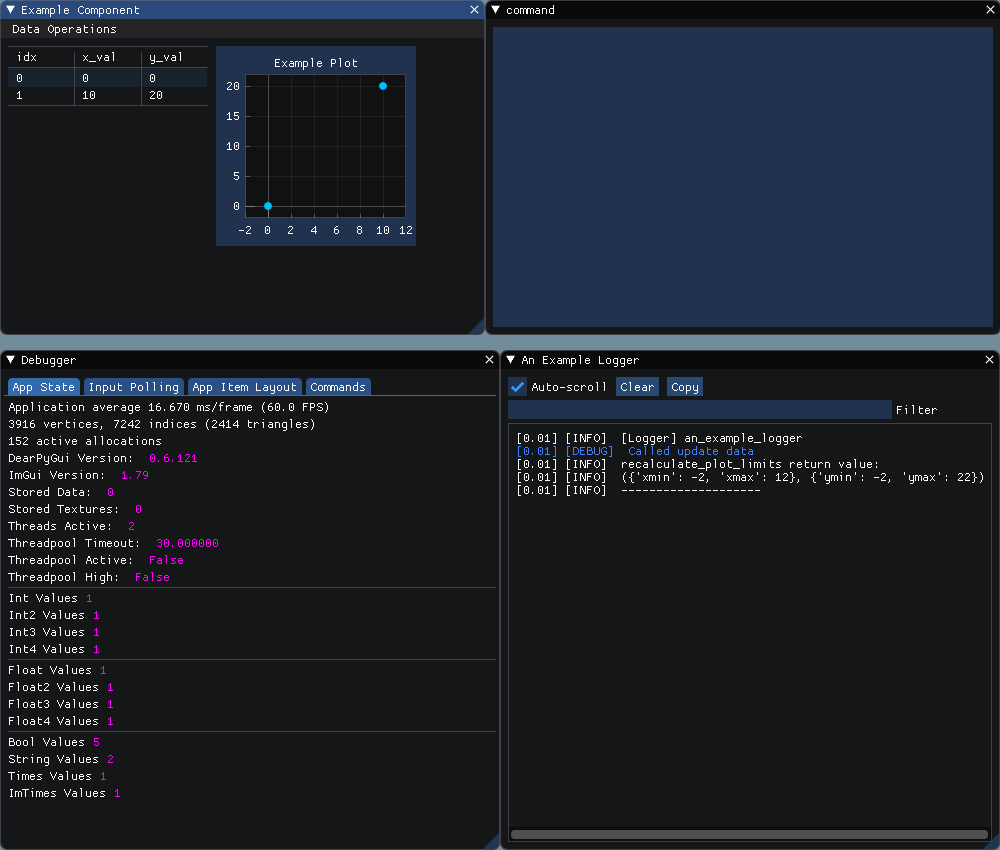 Example Component
Data Operations
idx x_val y_val
0 0 0
1 10 20
Example Plot
20
15
10
5
0
-2 0 2 4 6 8 10 12
command
Debugger
App State Input Polling App Item Layout Commands
Application average 16.670 ms/frame (60.0 FPS)
3916 vertices, 7242 indices (2414 triangles)
152 active allocations
DearPyGui Version: 0.6.121
ImGui Version: 1.79
Stored Data: 0
Stored Textures: 0
Threads Active: 2
Threadpool Timeout: 30.000000
Threadpool Active: False
Threadpool High: False
Int Values 1
Int2 Values 1
Int3 Values 1
Int4 Values 1
Float Values 1
Float2 Values 1
Float3 Values 1
Float4 Values 1
Bool Values 5
String Values 2
Times Values 1
ImTimes Values 1
An Example Logger
Auto-scroll Clear Copy
Filter
[0.01] [INFO] [Logger] an_example_logger
[0.01] [DEBUG] Called update data
[0.01] [INFO] recalculate_plot_limits return value:
[0.01] [INFO] ({'xmin': -2, 'xmax': 12}, {'ymin': -2, 'ymax': 22})
[0.01] [INFO] --------------------